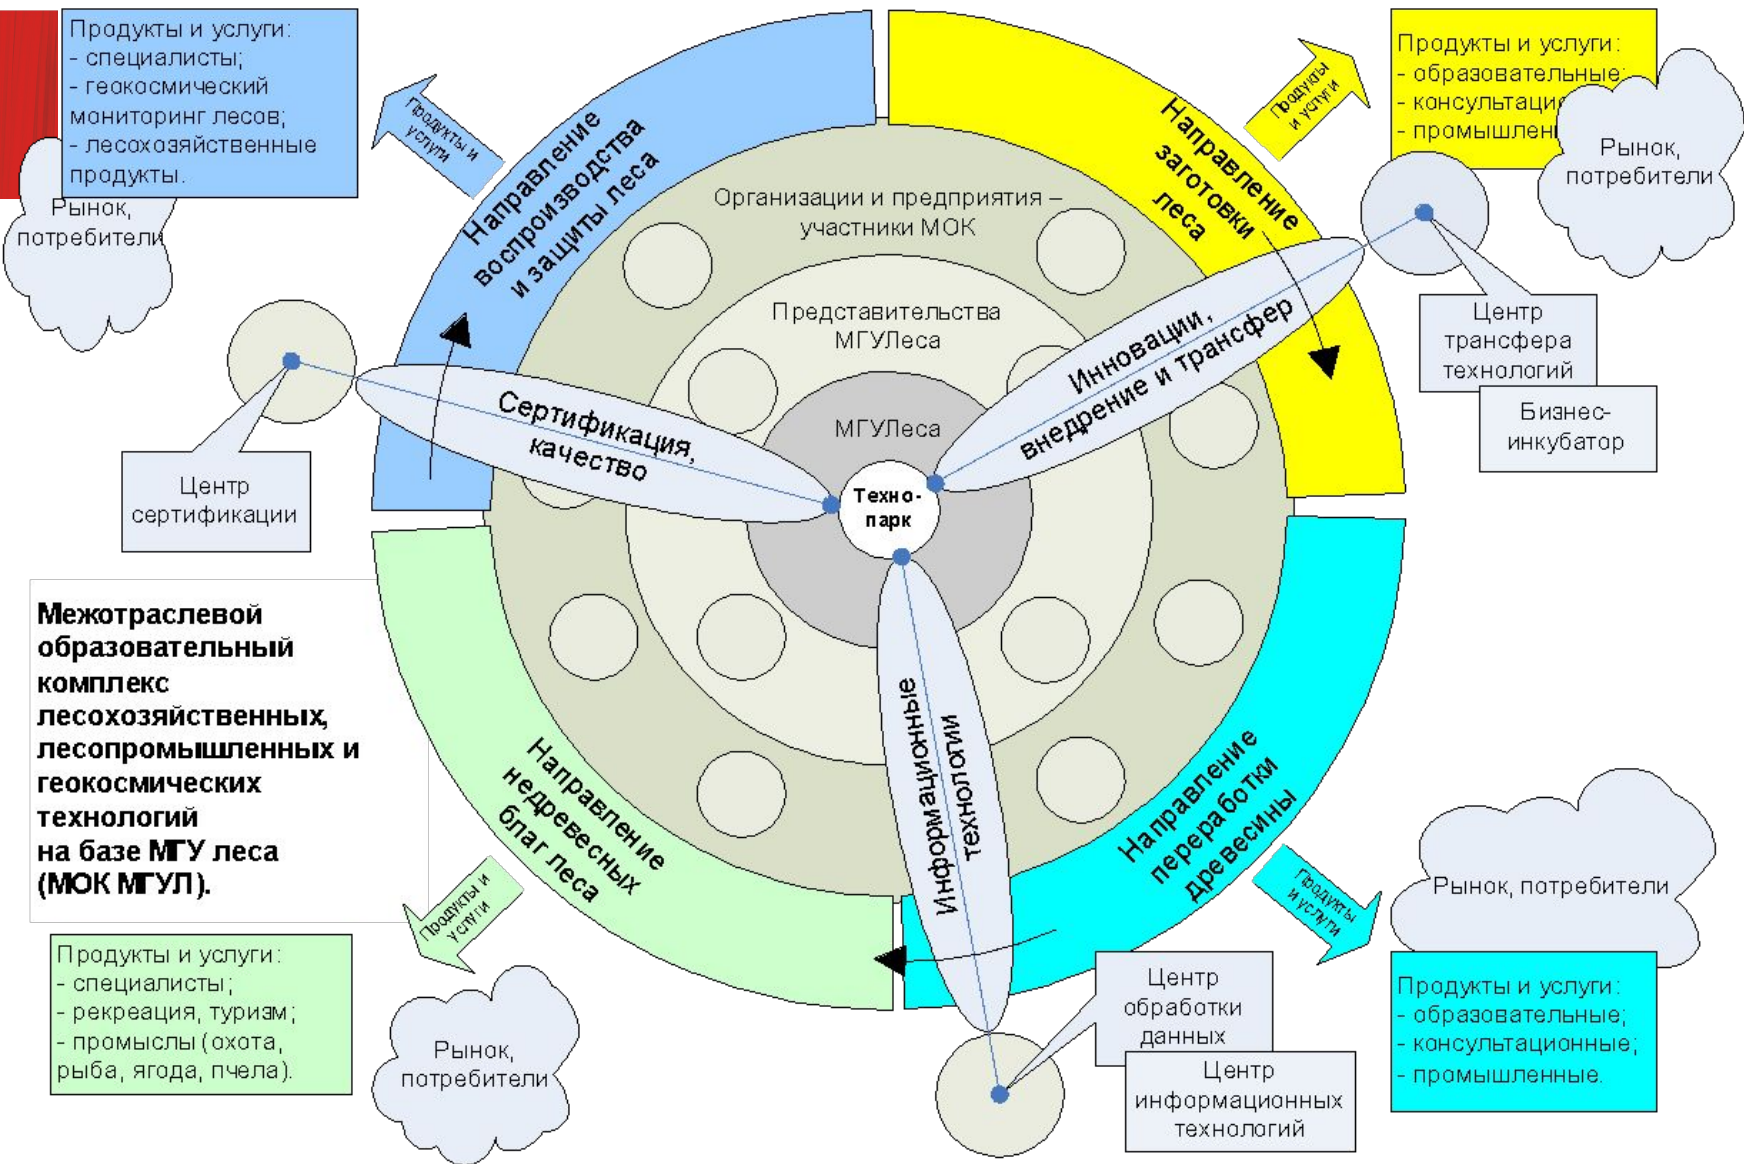 Продукты и услуги:
- специалисты;
- геокосмический
мониторинг лесов;
- лесохозяйственные
продукты.
Рынок,
потребители
Продукты и
услуги
Направление
воспроизводства
и защиты леса
Направление
заготовки
леса
Продукты
и услуги
Продукты и услуги:
- образовательные;
- консультацио
- промышлен
Рынок,
потребители
Организации и предприятия –
участники МОК
Представительства
МГУЛеса
МГУЛеса
Техно-
парк
Сертификация,
качество
Инновации,
внедрение и трансфер
Информационные
технологии
Центр
трансфера
технологий
Бизнес-
инкубатор
Центр
сертификации
Межотраслевой
образовательный
комплекс
лесохозяйственных,
лесопромышленных и
геокосмических
технологий
на базе МГУ леса
(МОК МГУЛ).
Направление
недревесных
благ леса
Направление
переработки
древесины
Продукты и
услуги
Продукты
и услуги
Рынок, потребители
Продукты и услуги:
- специалисты;
- рекреация, туризм;
- промыслы (охота,
рыба, ягода, пчела).
Рынок,
потребители
Центр
обработки
данных
Центр
информационных
технологий
Продукты и услуги:
- образовательные;
- консультационные;
- промышленные.